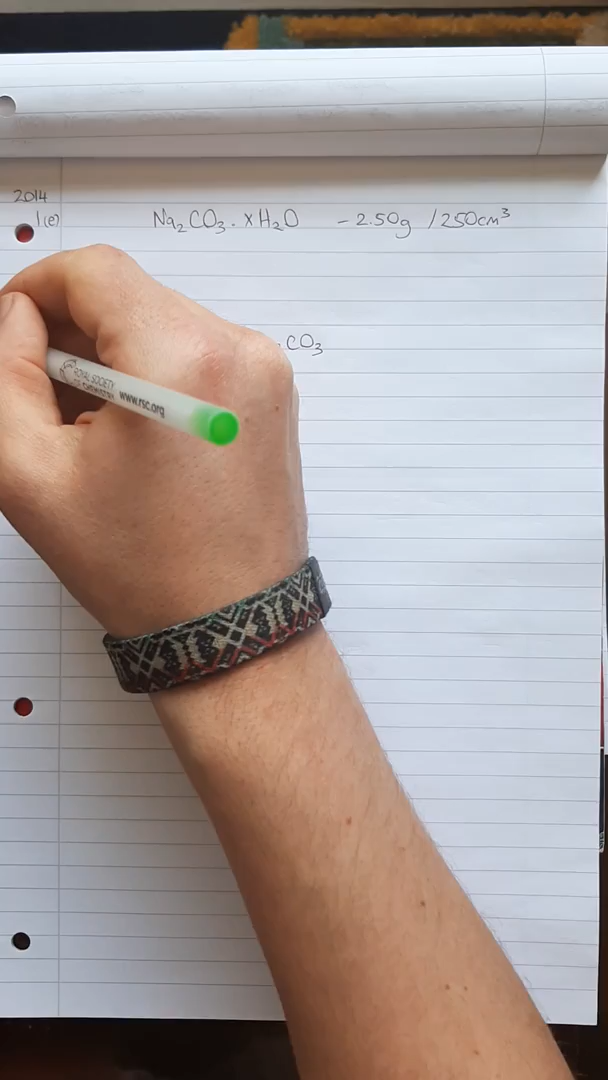 2014
1(e) Na₂CO₃.xH₂O - 2.50g /250cm³
CO₃
ROYAL SOCIETY
OF CHEMISTRY www.rsc.org